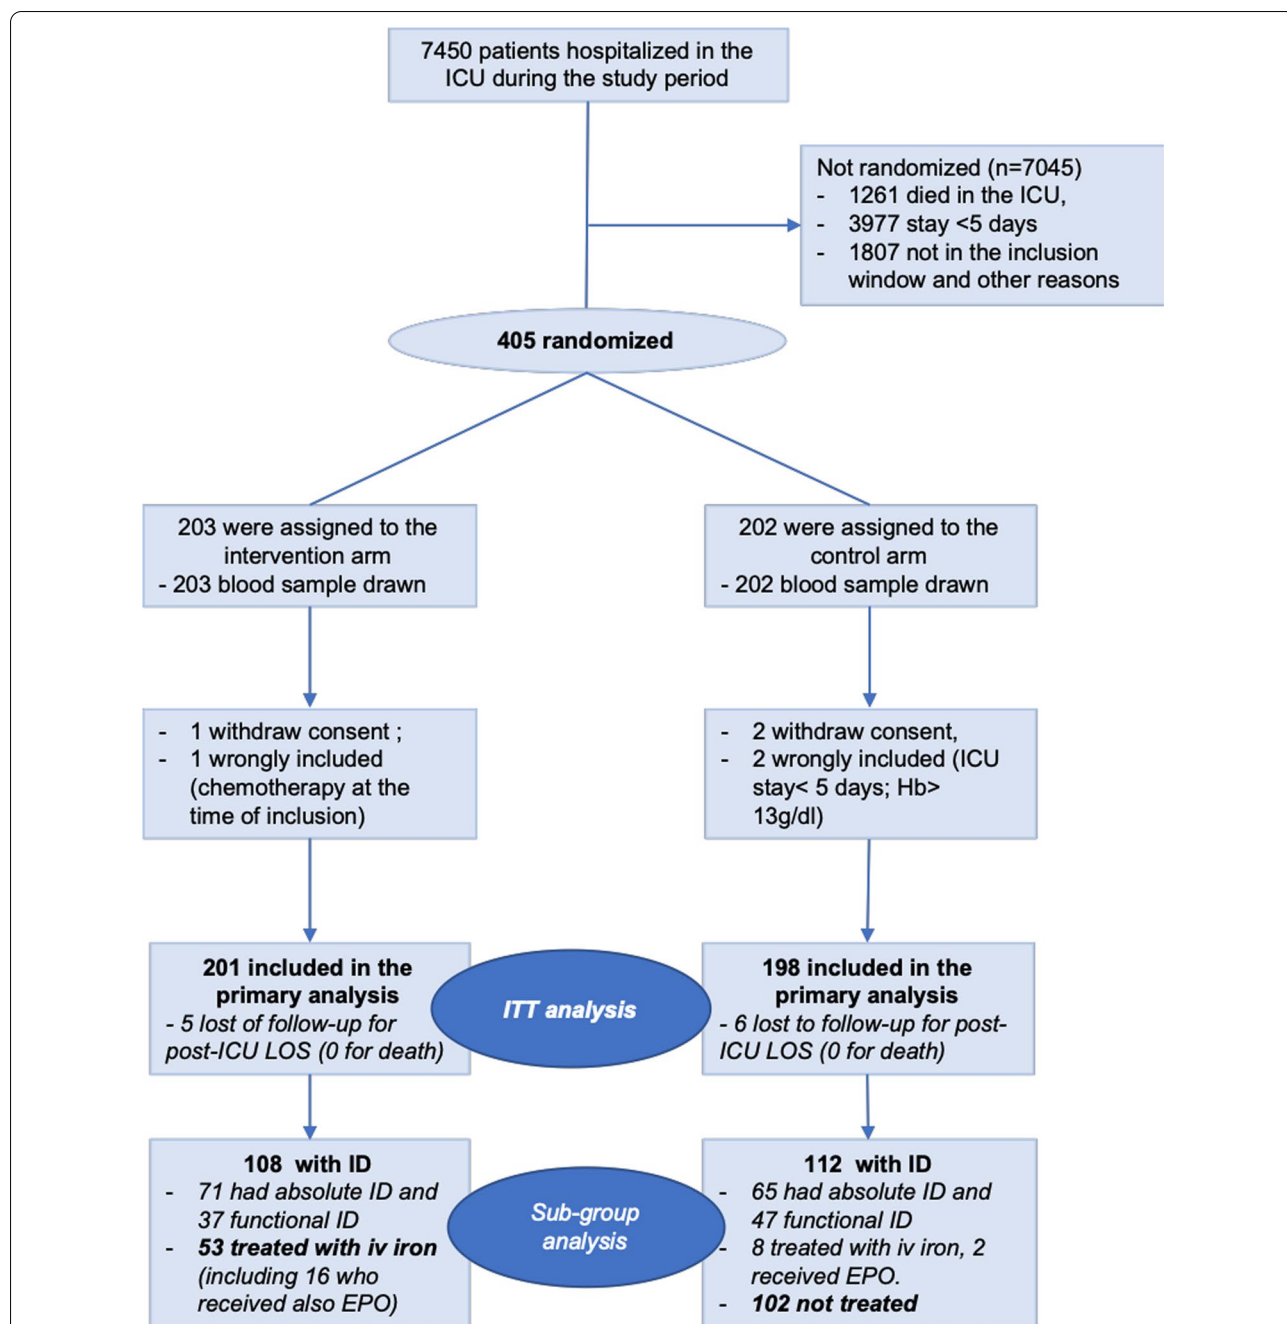 7450 patients hospitalized in the
ICU during the study period
Not randomized (n=7045)
- 1261 died in the ICU,
- 3977 stay <5 days
- 1807 not in the inclusion
window and other reasons
405 randomized
203 were assigned to the
intervention arm
- 203 blood sample drawn
202 were assigned to the
control arm
- 202 blood sample drawn
- 1 withdraw consent ;
- 1 wrongly included
(chemotherapy at the
time of inclusion)
- 2 withdraw consent,
- 2 wrongly included (ICU
stay< 5 days; Hb>
13g/dl)
201 included in the
primary analysis
- 5 lost of follow-up for
post-ICU LOS (0 for death)
ITT analysis
198 included in the
primary analysis
- 6 lost to follow-up for post-
ICU LOS (0 for death)
108 with ID
- 71 had absolute ID and
37 functional ID
- 53 treated with iv iron
(including 16 who
received also EPO)
Sub-group
analysis
112 with ID
- 65 had absolute ID and
47 functional ID
- 8 treated with iv iron, 2
received EPO.
- 102 not treated